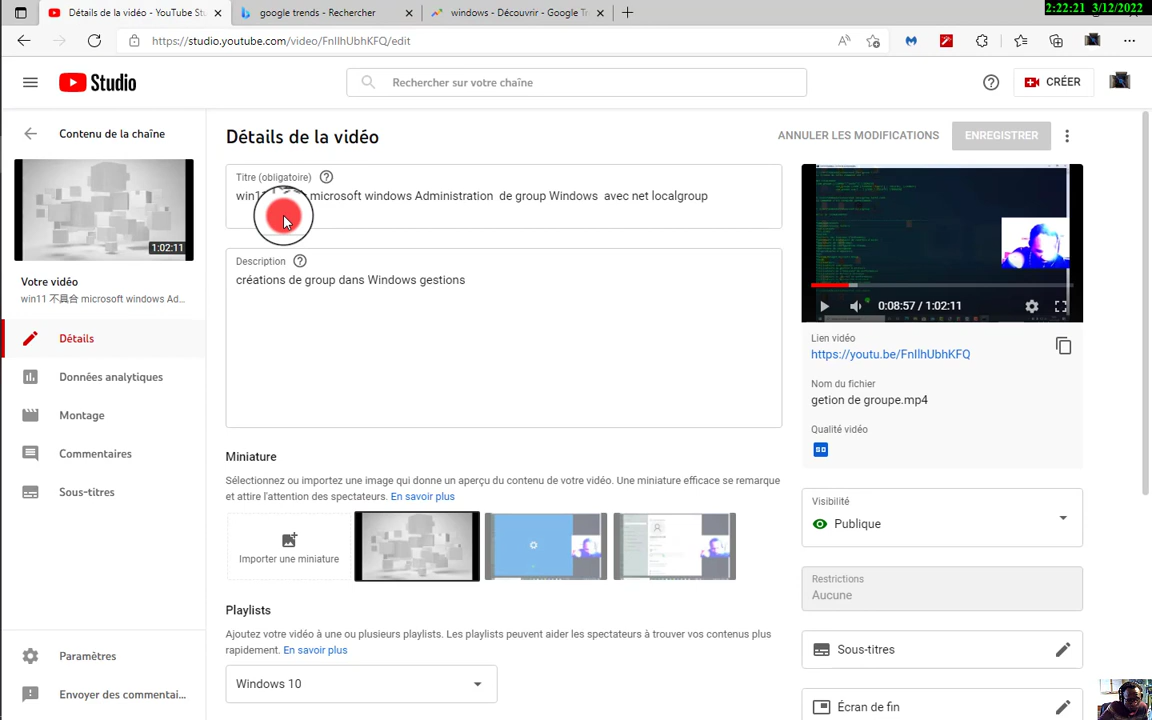 2:22:21 3/12/2022
Détails de la vidéo - YouTube Stu
google trends - Rechercher
windows - Découvrir - Google Tr
https://studio.youtube.com/video/FnIlhUbhKFQ/edit
Studio
Rechercher sur votre chaîne
CRÉER
Contenu de la chaîne
1:02:11
Votre vidéo
win11 不具合 microsoft windows Ad...
Détails
Données analytiques
Montage
Commentaires
Sous-titres
Paramètres
Envoyer des commentai...
Détails de la vidéo
ANNULER LES MODIFICATIONS
ENREGISTRER
Titre (obligatoire)
win1 microsoft windows Administration de group Windows avec net localgroup
Description
créations de group dans Windows gestions
Miniature
Sélectionnez ou importez une image qui donne un aperçu du contenu de votre vidéo. Une miniature efficace se remarque
et attire l'attention des spectateurs. En savoir plus
Importer une miniature
Playlists
Ajoutez votre vidéo à une ou plusieurs playlists. Les playlists peuvent aider les spectateurs à trouver vos contenus plus
rapidement. En savoir plus
Windows 10
0:08:57 / 1:02:11
Lien vidéo
https://youtu.be/FnIlhUbhKFQ
Nom du fichier
getion de groupe.mp4
Qualité vidéo
SD
Visibilité
Publique
Restrictions
Aucune
Sous-titres
Écran de fin